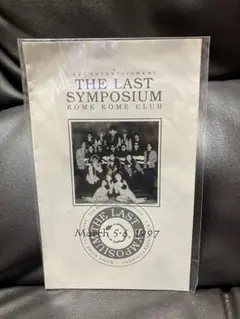 THE LAST
SYMPOSIUM
KOME KOME CLUB
THE LAST SYMPOSIUM
March 5·6, 1997